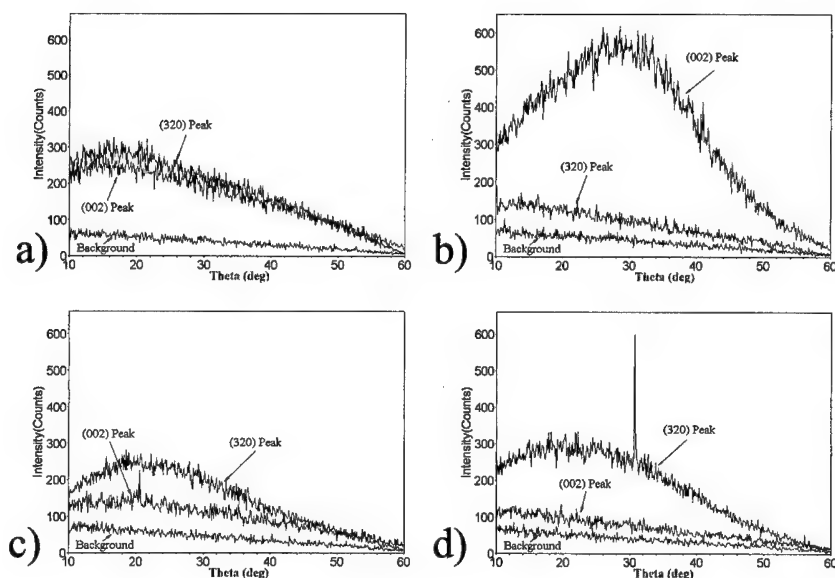 a)
Intensity(Counts)
600
500
400
300
200
100
0
(320) Peak
(002) Peak
Background
10 20 30 40 50 60
Theta (deg)
b)
Intensity(Counts)
600
500
400
300
200
100
0
(002) Peak
(320) Peak
Background
10 20 30 40 50 60
Theta (deg)
c)
Intensity(Counts)
600
500
400
300
200
100
0
(002) Peak
(320) Peak
Background
10 20 30 40 50 60
Theta (deg)
d)
Intensity(Counts)
600
500
400
300
200
100
0
(320) Peak
(002) Peak
Background
10 20 30 40 50 60
Theta (deg)